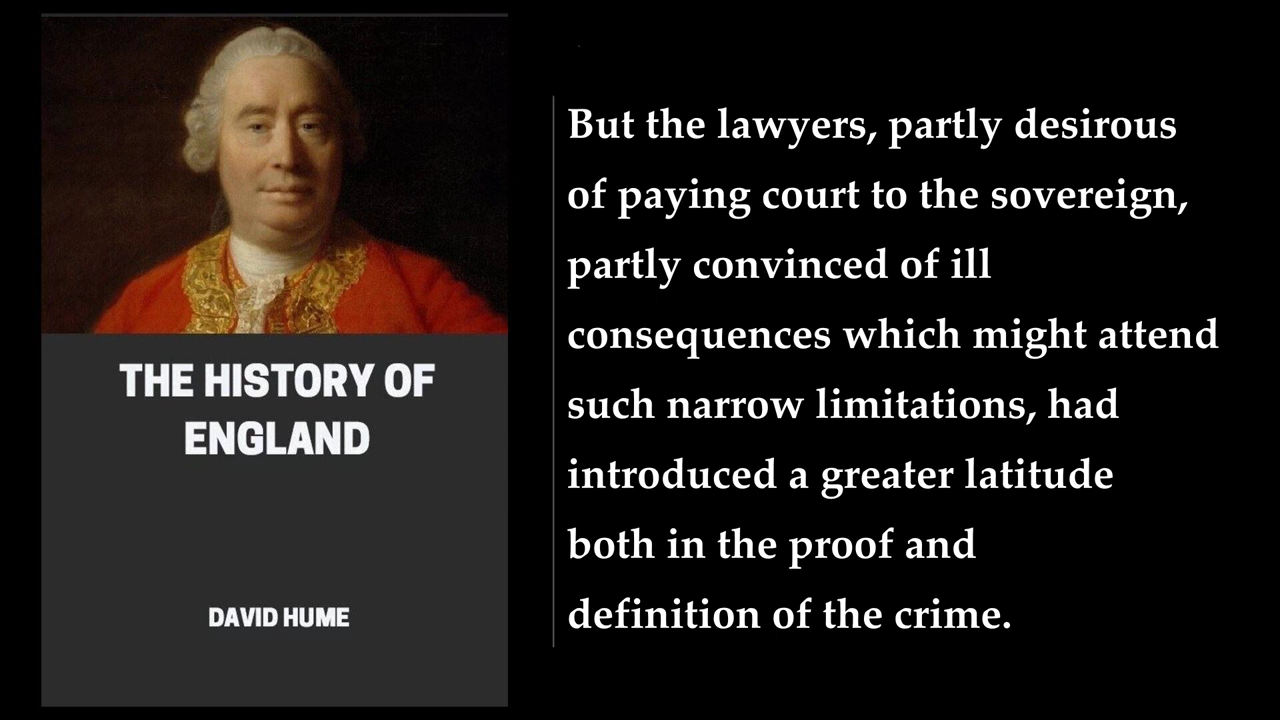 THE HISTORY OF
ENGLAND
DAVID HUME
But the lawyers, partly desirous
of paying court to the sovereign,
partly convinced of ill
consequences which might attend
such narrow limitations, had
introduced a greater latitude
both in the proof and
definition of the crime.